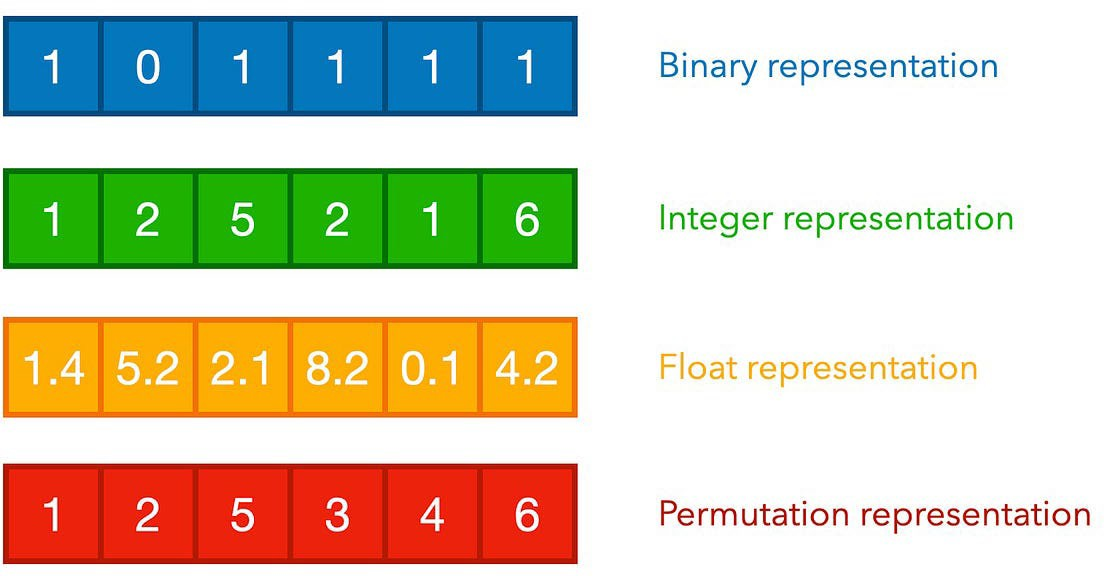 1 0 1 1 1 1 Binary representation
1 2 5 2 1 6 Integer representation
1.4 5.2 2.1 8.2 0.1 4.2 Float representation
1 2 5 3 4 6 Permutation representation